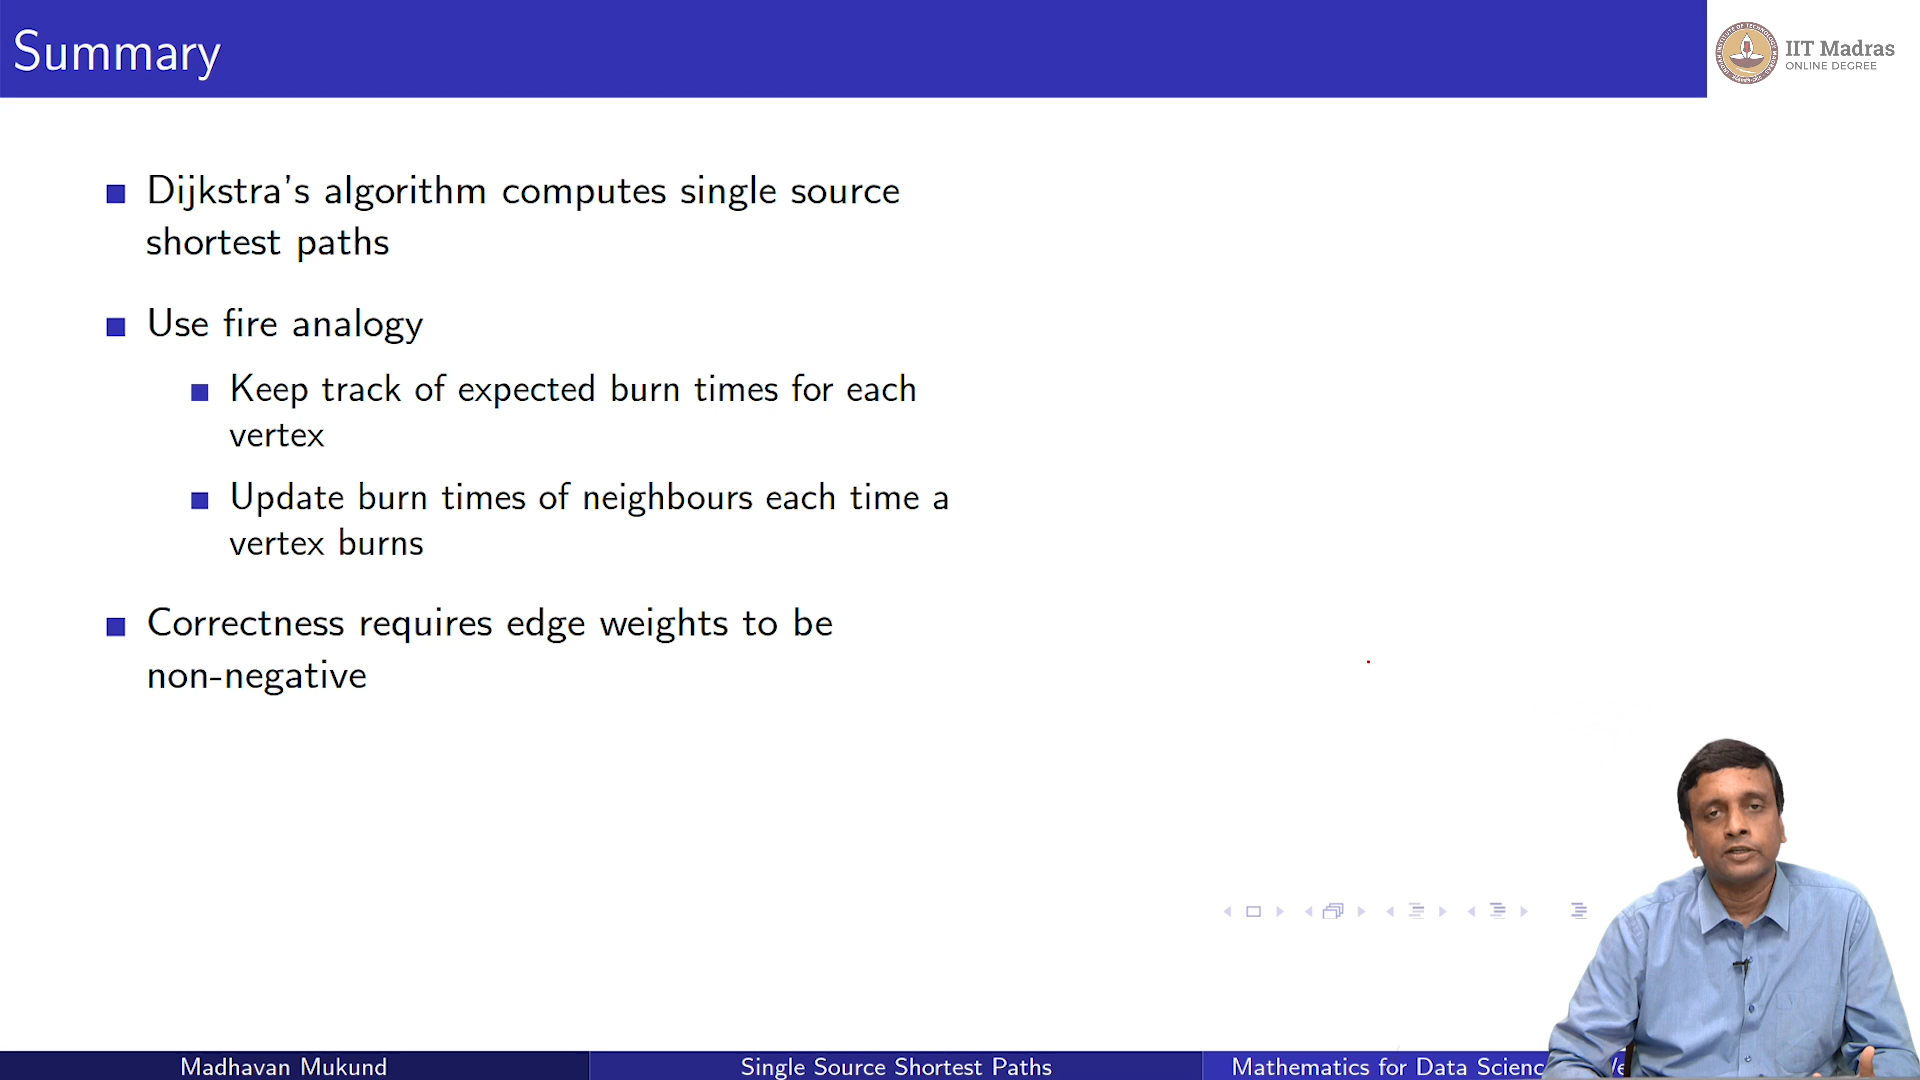 Summary
IIT Madras
ONLINE DEGREE
Dijkstra's algorithm computes single source
shortest paths
Use fire analogy
Keep track of expected burn times for each
vertex
Update burn times of neighbours each time a
vertex burns
Correctness requires edge weights to be
non-negative
Madhavan Mukund
Single Source Shortest Paths
Mathematics for Data